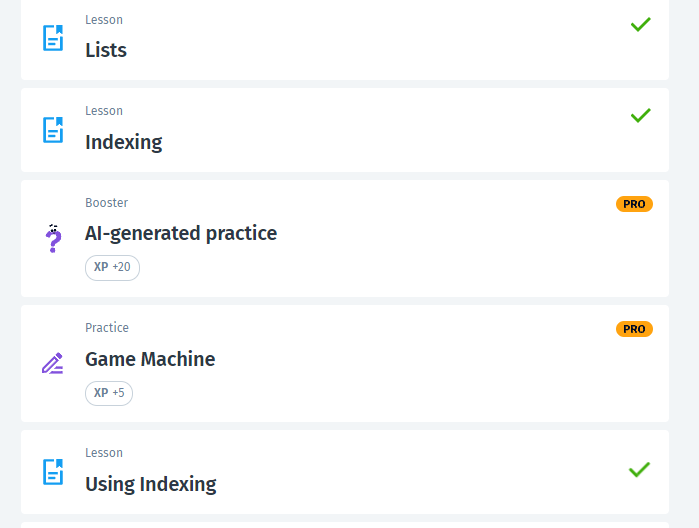 Lesson
Lists
Lesson
Indexing
Booster
PRO
AI-generated practice
XP +20
Practice
PRO
Game Machine
XP +5
Lesson
Using Indexing